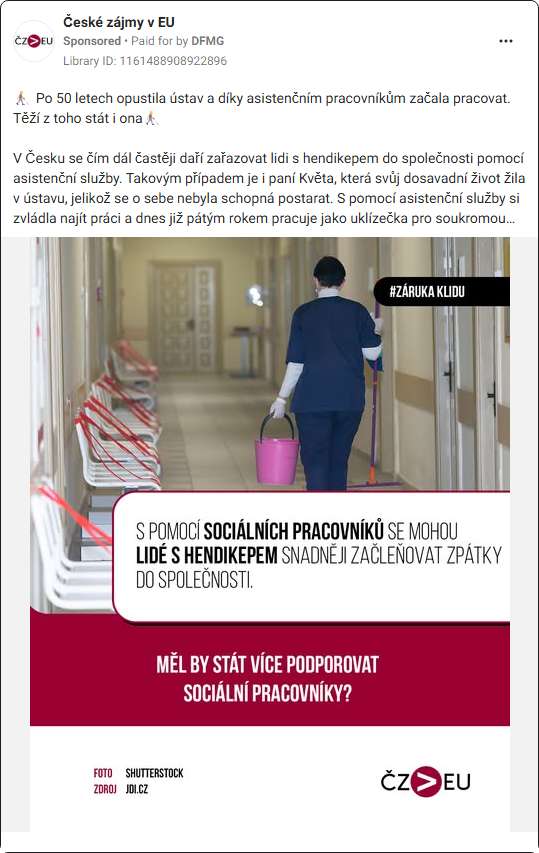 České zájmy v EU
Sponsored • Paid for by DFMG
Library ID: 1161488908922896
Po 50 letech opustila ústav a díky asistenčním pracovníkům začala pracovat.
Těží z toho stát i ona
V Česku se čím dál častěji daří zařazovat lidi s hendikepem do společnosti pomocí
asistenční služby. Takovým případem je i paní Květa, která svůj dosavadní život žila
v ústavu, jelikož se o sebe nebyla schopná postarat. S pomocí asistenční služby si
zvládla najít práci a dnes již pátým rokem pracuje jako uklízečka pro soukromou...
#ZÁRUKA KLIDU
S POMOCÍ SOCIÁLNÍCH PRACOVNÍKŮ SE MOHOU
LIDÉ S HENDIKEPEM SNADNĚJI ZAČLEŇOVAT ZPÁTKY
DO SPOLEČNOSTI.
MĚL BY STÁT VÍCE PODPOROVAT
SOCIÁLNÍ PRACOVNÍKY?
FOTO SHUTTERSTOCK
ZDROJ JDI.CZ
ČZ>EU